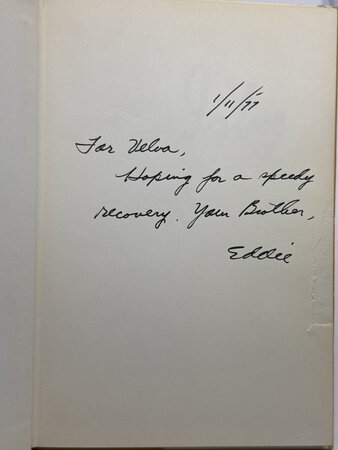 1/11/77
For Velva,
Hoping for a speedy
recovery. Your Brother,
Eddie